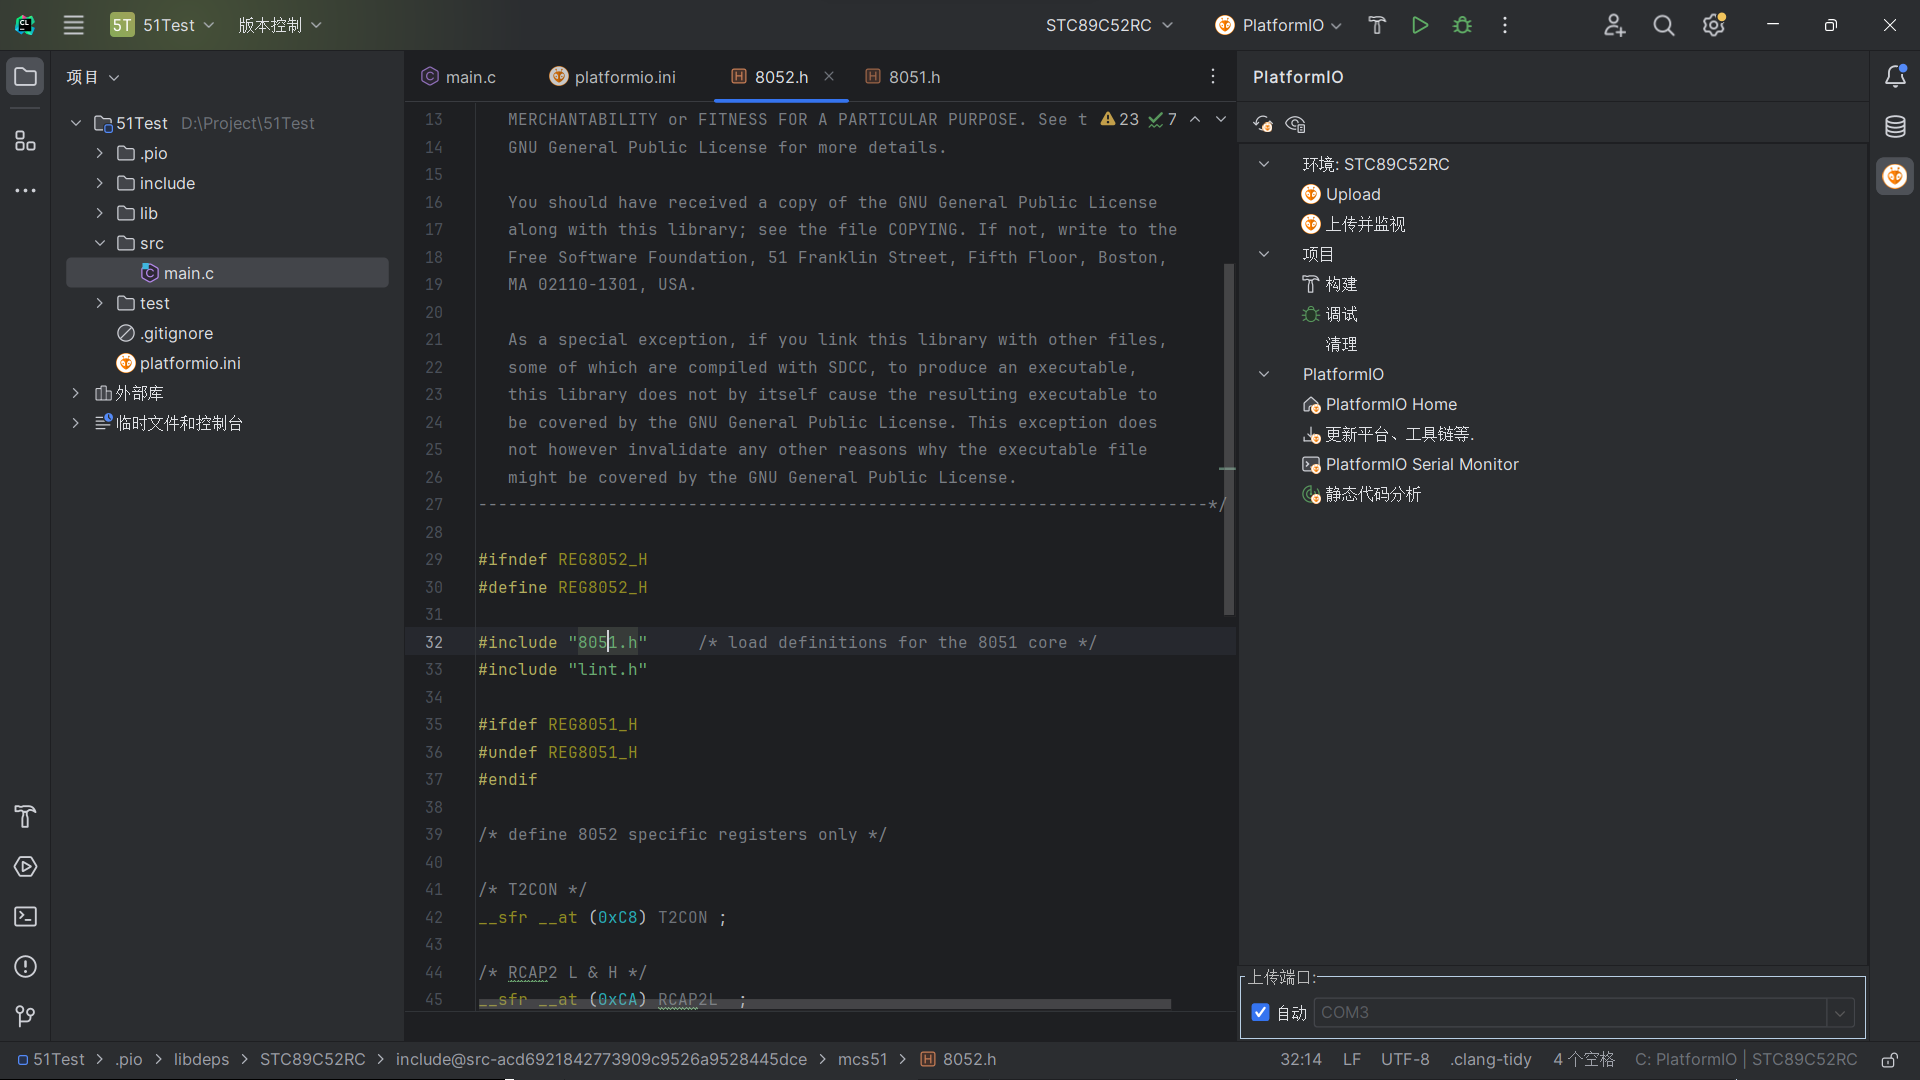 5T 51Test 版本控制 STC89C52RC PlatformIO
项目
51Test D:\Project\51Test
.pio
include
lib
src
main.c
test
.gitignore
platformio.ini
外部库
临时文件和控制台
main.c platformio.ini 8052.h 8051.h
13 MERCHANTABILITY or FITNESS FOR A PARTICULAR PURPOSE. See t 23 7
14 GNU General Public License for more details.
15
16 You should have received a copy of the GNU General Public License
17 along with this library; see the file COPYING. If not, write to the
18 Free Software Foundation, 51 Franklin Street, Fifth Floor, Boston,
19 MA 02110-1301, USA.
20
21 As a special exception, if you link this library with other files,
22 some of which are compiled with SDCC, to produce an executable,
23 this library does not by itself cause the resulting executable to
24 be covered by the GNU General Public License. This exception does
25 not however invalidate any other reasons why the executable file
26 might be covered by the GNU General Public License.
27 -------------------------------------------------------------------------*/
28
29 #ifndef REG8052_H
30 #define REG8052_H
31
32 #include "8051.h" /* load definitions for the 8051 core */
33 #include "lint.h"
34
35 #ifdef REG8051_H
36 #undef REG8051_H
37 #endif
38
39 /* define 8052 specific registers only */
40
41 /* T2CON */
42 __sfr __at (0xC8) T2CON ;
43
44 /* RCAP2 L & H */
45 __sfr __at (0xCA) RCAP2L ;
PlatformIO
环境: STC89C52RC
Upload
上传并监视
项目
构建
调试
清理
PlatformIO
PlatformIO Home
更新平台、工具链等.
PlatformIO Serial Monitor
静态代码分析
上传端口:
自动 COM3
51Test .pio libdeps STC89C52RC include@src-acd6921842773909c9526a9528445dce mcs51 8052.h 32:14 LF UTF-8 .clang-tidy 4 个空格 C: PlatformIO | STC89C52RC